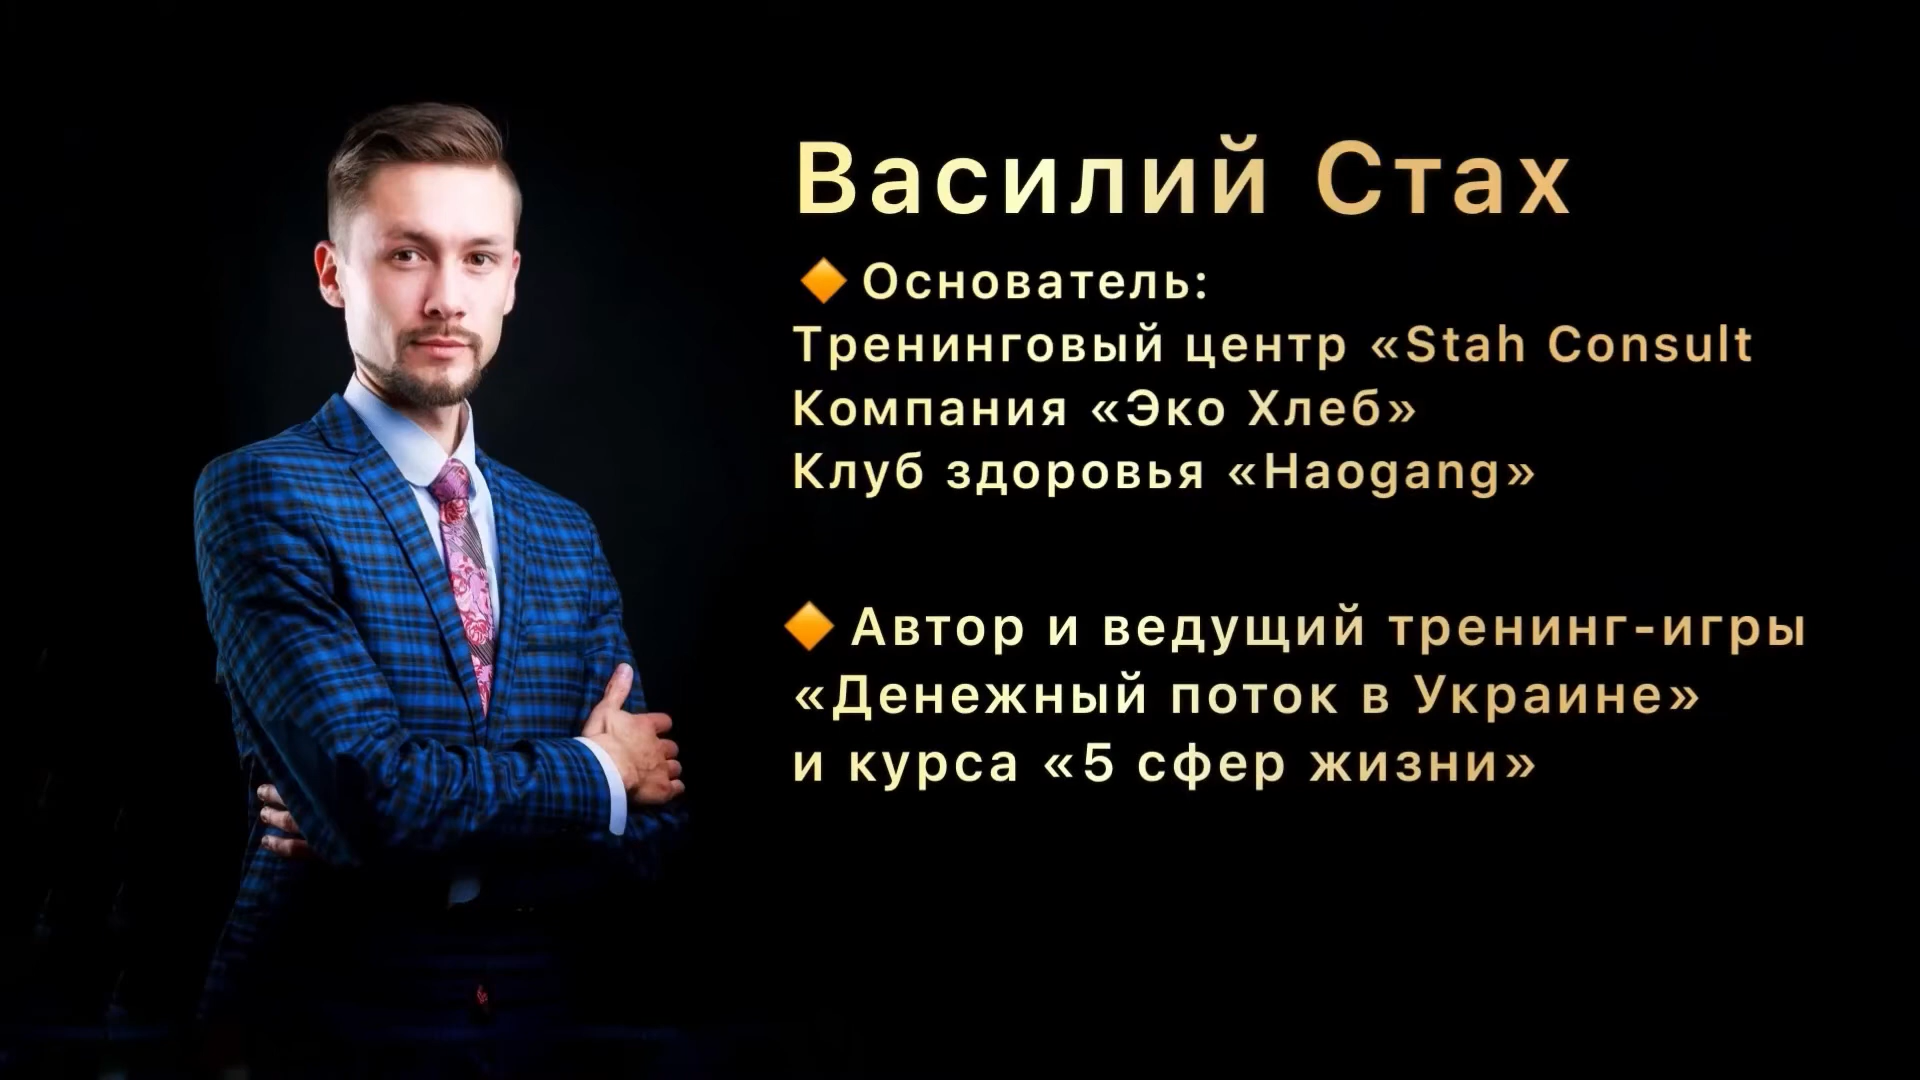 Василий Стах
🔶 Основатель:
Тренинговый центр «Stah Consult
Компания «Эко Хлеб»
Клуб здоровья «Haogang»
🔶 Автор и ведущий тренинг-игры
«Денежный поток в Украине»
и курса «5 сфер жизни»